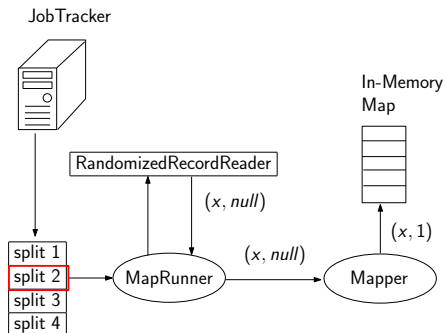 JobTracker
In-Memory
Map
RandomizedRecordReader
(x, null)
(x, 1)
split 1
split 2
split 3
split 4
MapRunner
(x, null)
Mapper